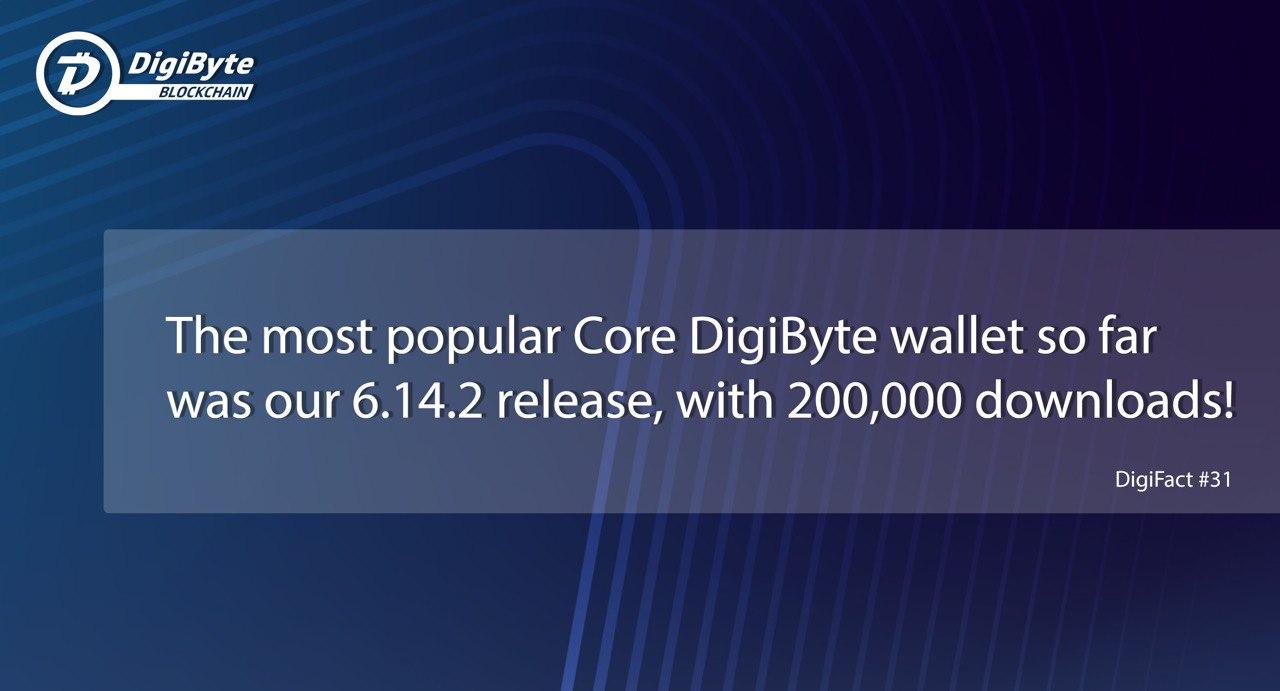 DigiByte
BLOCKCHAIN
The most popular Core DigiByte wallet so far
was our 6.14.2 release, with 200,000 downloads!
DigiFact #31